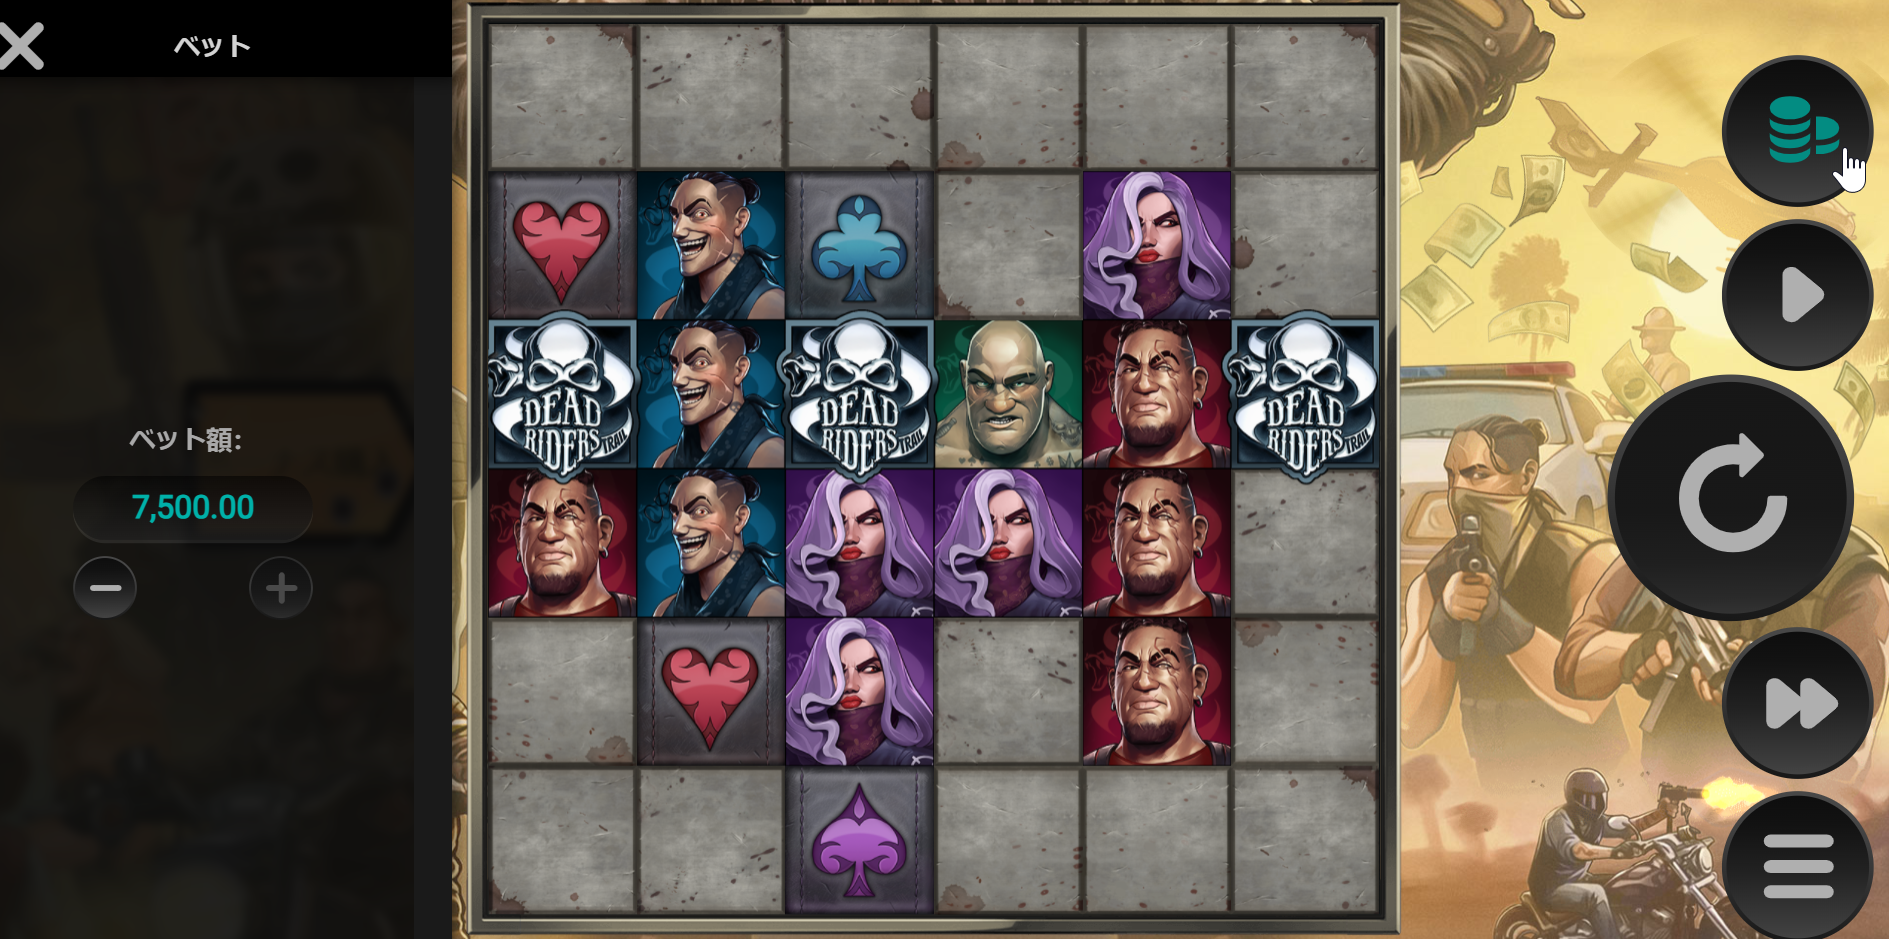 ベット
ベット額:
7,500.00
DEAD
RIDERS
TRAIL
DEAD
RIDERS
TRAIL
DEAD
RIDERS
TRAIL